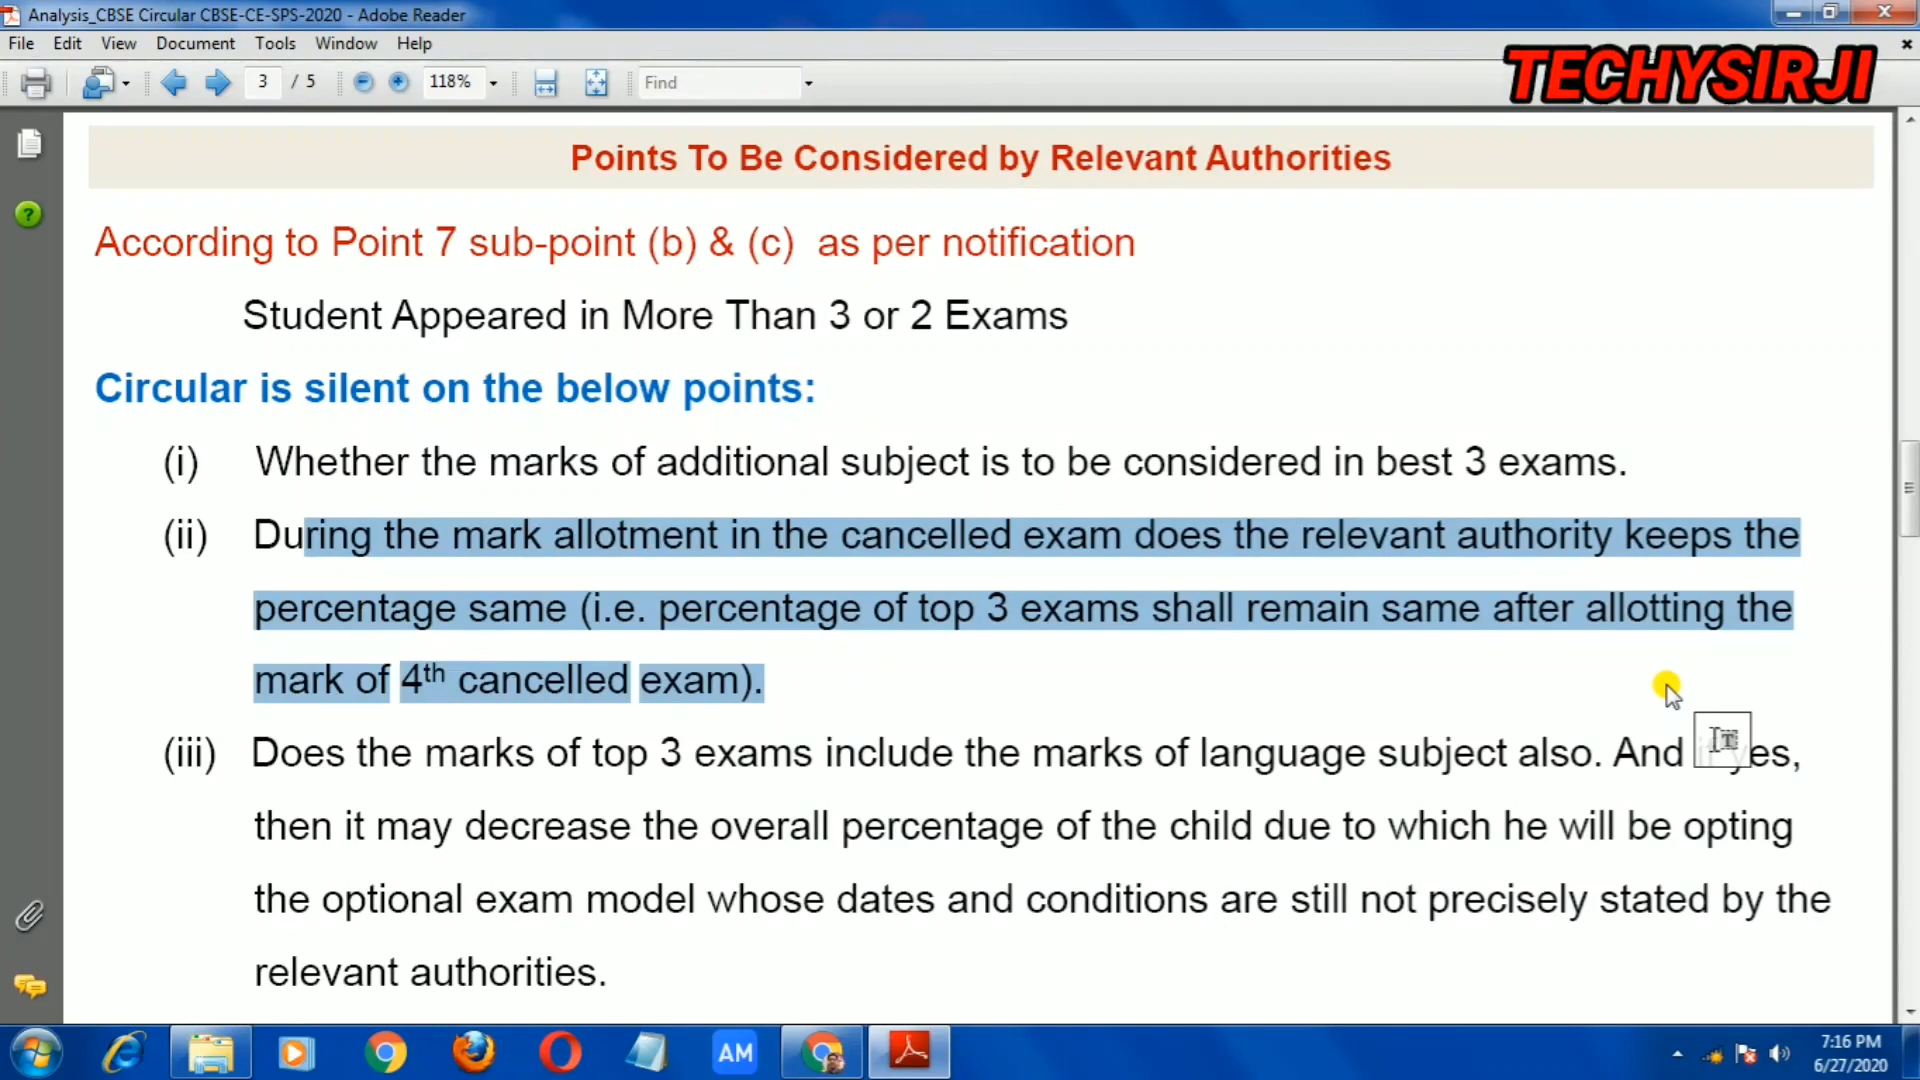 Analysis_CBSE Circular CBSE-CE-SPS-2020 - Adobe Reader
File Edit View Document Tools Window Help
3 / 5 118% Find
TECHYSIRJI
Points To Be Considered by Relevant Authorities
According to Point 7 sub-point (b) & (c) as per notification
Student Appeared in More Than 3 or 2 Exams
Circular is silent on the below points:
(i) Whether the marks of additional subject is to be considered in best 3 exams.
(ii) During the mark allotment in the cancelled exam does the relevant authority keeps the
percentage same (i.e. percentage of top 3 exams shall remain same after allotting the
mark of 4th cancelled exam).
(iii) Does the marks of top 3 exams include the marks of language subject also. And if yes,
then it may decrease the overall percentage of the child due to which he will be opting
the optional exam model whose dates and conditions are still not precisely stated by the
relevant authorities.
AM
7:16 PM
6/27/2020